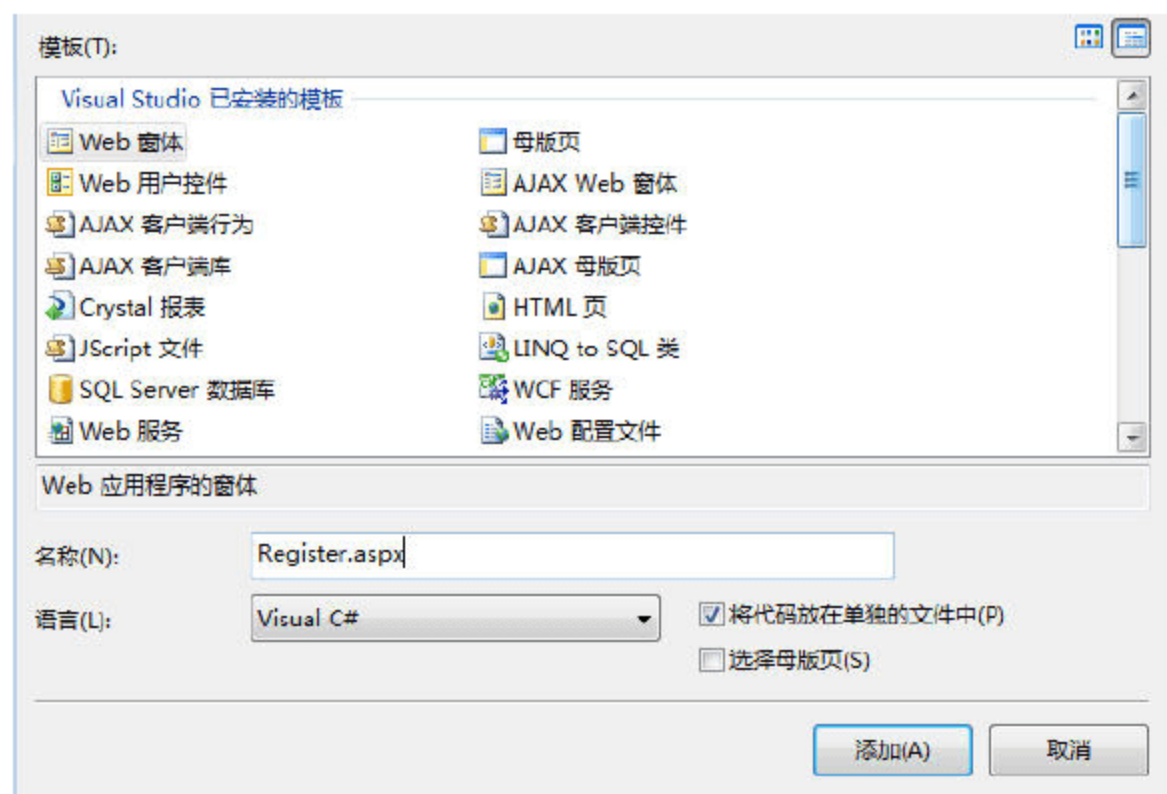 模板(T):
Visual Studio 已安装的模板
Web 窗体 母版页
Web 用户控件 AJAX Web 窗体
AJAX 客户端行为 AJAX 客户端控件
AJAX 客户端库 AJAX 母版页
Crystal 报表 HTML 页
JScript 文件 LINQ to SQL 类
SQL Server 数据库 WCF 服务
Web 服务 Web 配置文件
Web 应用程序的窗体
名称(N): Register.aspx
语言(L): Visual C# 将代码放在单独的文件中(P)
选择母版页(S)
添加(A) 取消